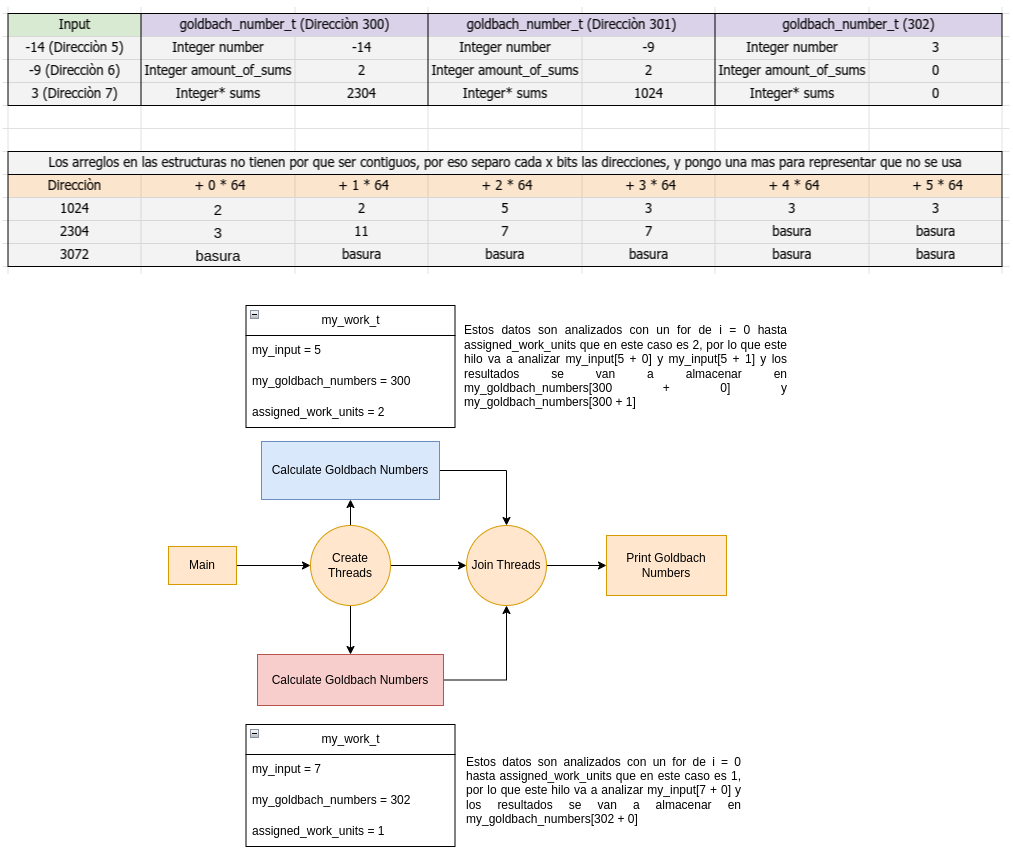 Input goldbach_number_t (Direcciòn 300) goldbach_number_t (Direcciòn 301) goldbach_number_t (302)
-14 (Direcciòn 5) Integer number -14 Integer number -9 Integer number 3
-9 (Direcciòn 6) Integer amount_of_sums 2 Integer amount_of_sums 2 Integer amount_of_sums 0
3 (Direcciòn 7) Integer* sums 2304 Integer* sums 1024 Integer* sums 0
Los arreglos en las estructuras no tienen por que ser contiguos, por eso separo cada x bits las direcciones, y pongo una mas para representar que no se usa
Direcciòn + 0 * 64 + 1 * 64 + 2 * 64 + 3 * 64 + 4 * 64 + 5 * 64
1024 2 2 5 3 3 3
2304 3 11 7 7 basura basura
3072 basura basura basura basura basura basura
my_work_t
my_input = 5
my_goldbach_numbers = 300
assigned_work_units = 2
Estos datos son analizados con un for de i = 0 hasta
assigned_work_units que en este caso es 2, por lo que este
hilo va a analizar my_input[5 + 0] y my_input[5 + 1] y los
resultados se van a almacenar en
my_goldbach_numbers[300 + 0] y
my_goldbach_numbers[300 + 1]
Calculate Goldbach Numbers
Main
Create
Threads
Join Threads
Print Goldbach
Numbers
Calculate Goldbach Numbers
my_work_t
my_input = 7
my_goldbach_numbers = 302
assigned_work_units = 1
Estos datos son analizados con un for de i = 0
hasta assigned_work_units que en este caso es 1,
por lo que este hilo va a analizar my_input[7 + 0] y
los resultados se van a almacenar en
my_goldbach_numbers[302 + 0]